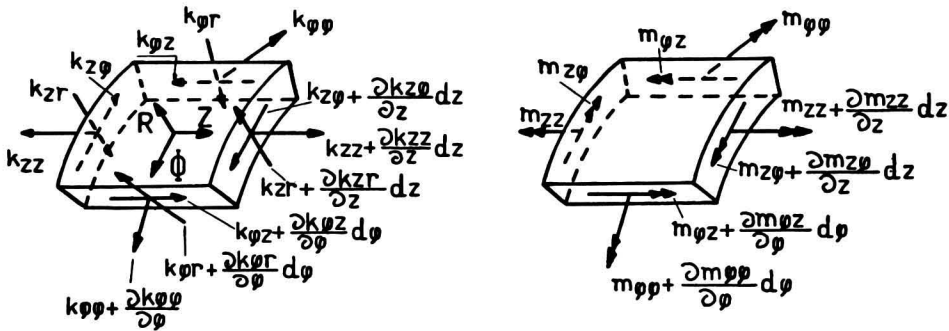 kφr
kφφ
kφz
kzφ
kzr
R
Z
Φ
kzz
kzφ + ∂kzφ/∂z dz
kzz + ∂kzz/∂z dz
kzr + ∂kzr/∂z dz
kφz + ∂kφz/∂φ dφ
kφr + ∂kφr/∂φ dφ
kφφ + ∂kφφ/∂φ
mφφ
mφz
mzφ
mzz
mzz + ∂mzz/∂z dz
mzφ + ∂mzφ/∂z dz
mφz + ∂mφz/∂φ dφ
mφφ + ∂mφφ/∂φ dφ